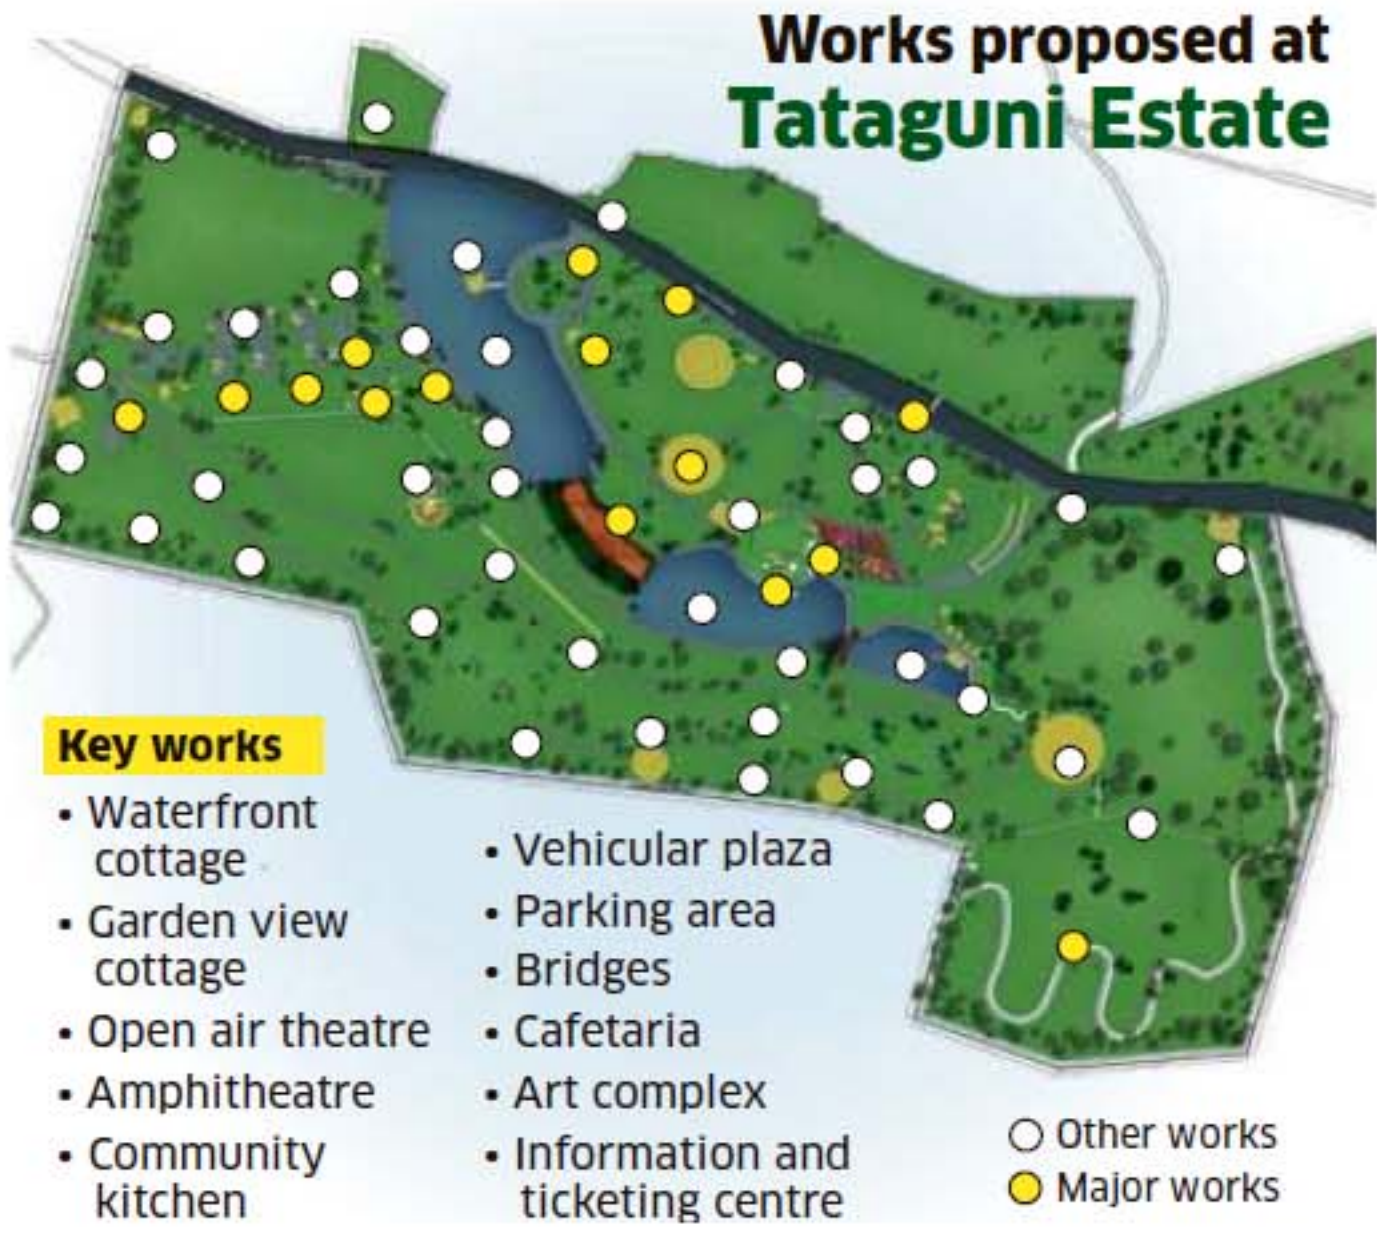 Works proposed at
Tataguni Estate
Key works
• Waterfront
cottage
• Garden view
cottage
• Open air theatre
• Amphitheatre
• Community
kitchen
• Vehicular plaza
• Parking area
• Bridges
• Cafetaria
• Art complex
• Information and
ticketing centre
Other works
Major works